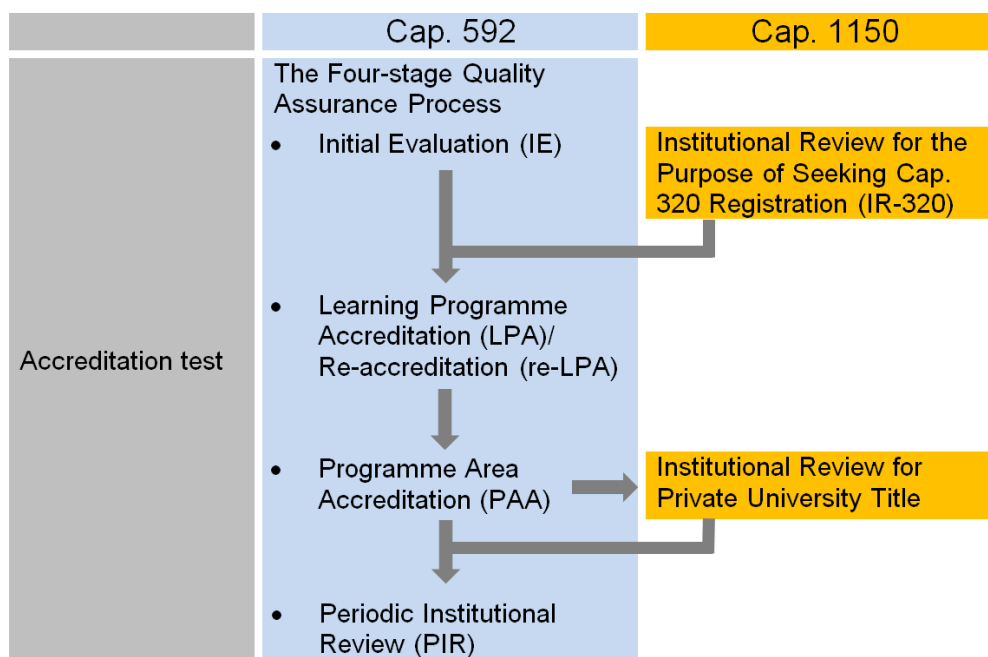 Cap. 592
Cap. 1150
Accreditation test
The Four-stage Quality
Assurance Process
• Initial Evaluation (IE)
Institutional Review for the
Purpose of Seeking Cap.
320 Registration (IR-320)
• Learning Programme
Accreditation (LPA)/
Re-accreditation (re-LPA)
• Programme Area
Accreditation (PAA)
Institutional Review for
Private University Title
• Periodic Institutional
Review (PIR)